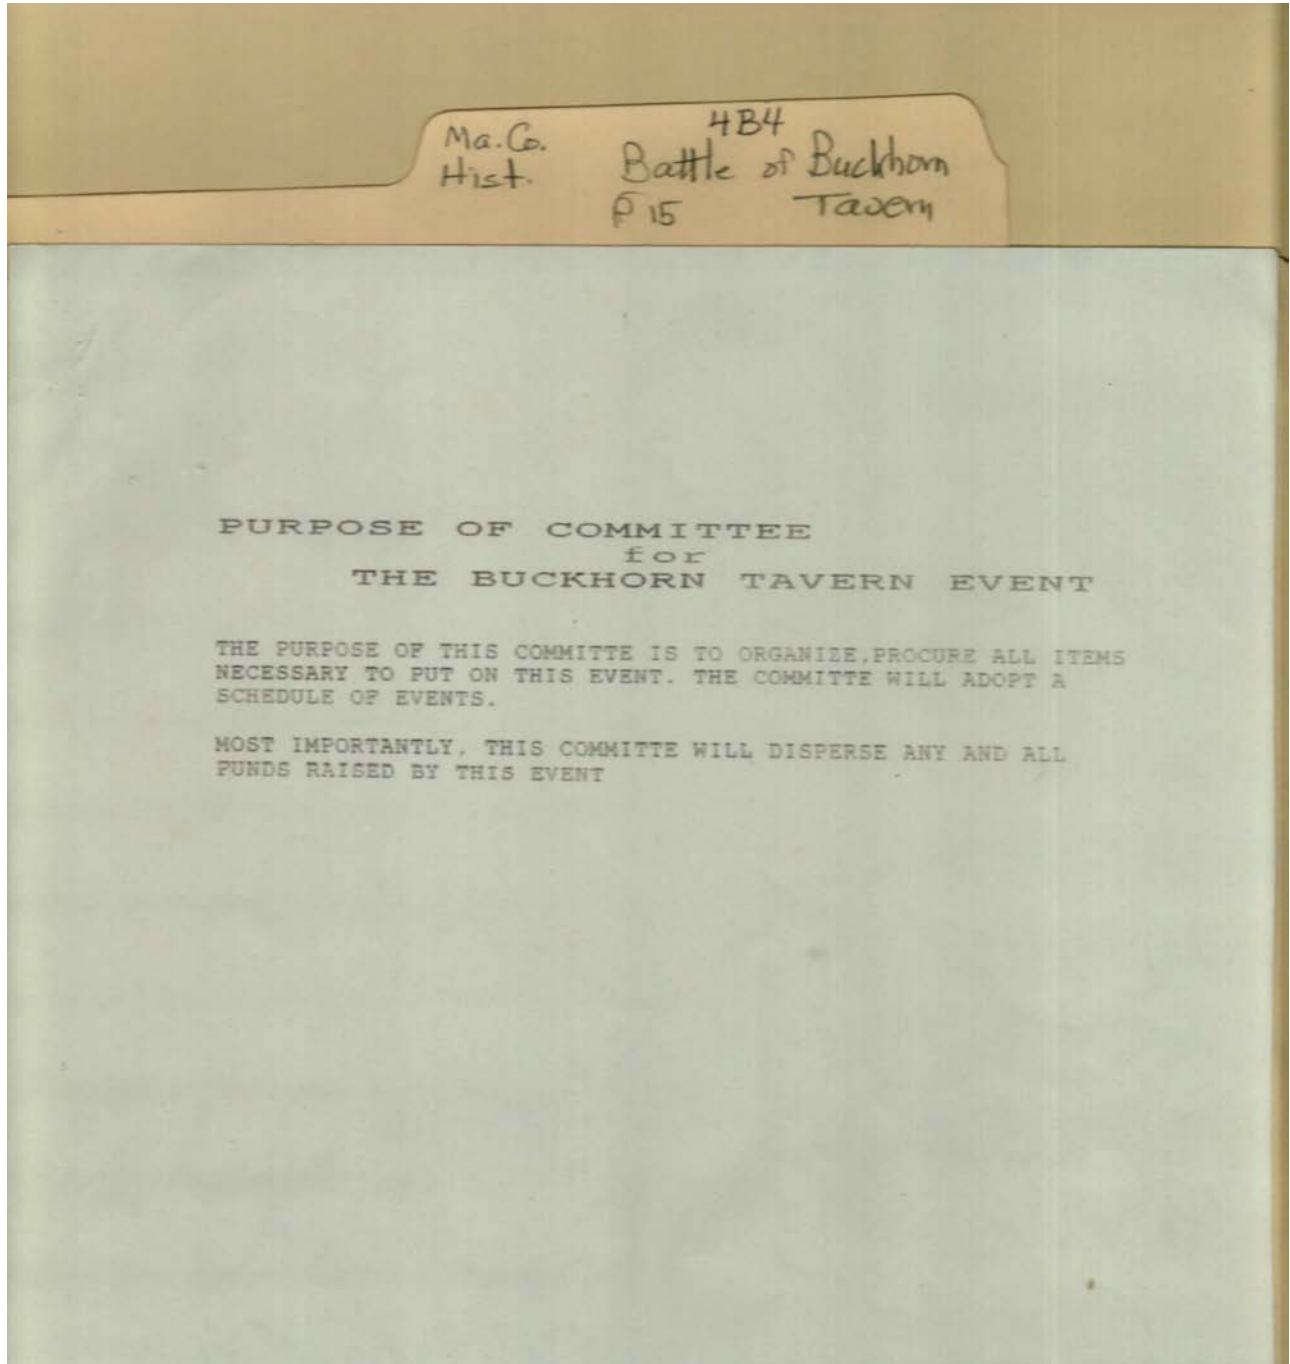 4B4
Ma.Co. Battle of Buckhorn
Hist. P 15 Tavern
PURPOSE OF COMMITTEE
for
THE BUCKHORN TAVERN EVENT
THE PURPOSE OF THIS COMMITTE IS TO ORGANIZE,PROCURE ALL ITEMS
NECESSARY TO PUT ON THIS EVENT. THE COMMITTE WILL ADOPT A
SCHEDULE OF EVENTS.
MOST IMPORTANTLY, THIS COMMITTE WILL DISPERSE ANY AND ALL
FUNDS RAISED BY THIS EVENT